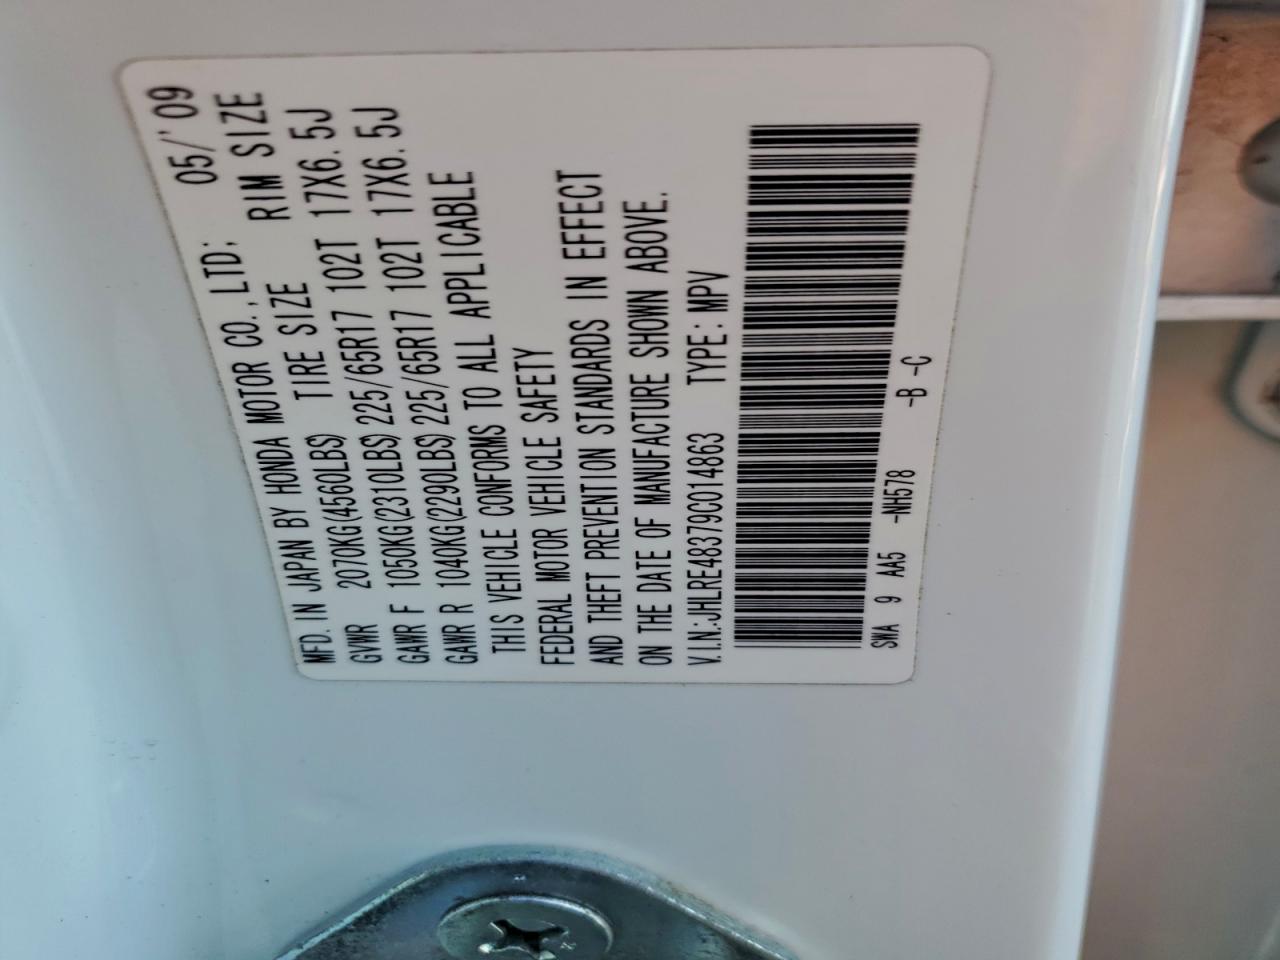 MFD. IN JAPAN BY HONDA MOTOR CO., LTD; 05/'09
GVWR 2070KG(4560LBS) TIRE SIZE RIM SIZE
GAWR F 1050KG(2310LBS) 225/65R17 102T 17X6.5J
GAWR R 1040KG(2290LBS) 225/65R17 102T 17X6.5J
THIS VEHICLE CONFORMS TO ALL APPLICABLE
FEDERAL MOTOR VEHICLE SAFETY
AND THEFT PREVENTION STANDARDS IN EFFECT
ON THE DATE OF MANUFACTURE SHOWN ABOVE.
V.I.N.:JHLRE48379C014863 TYPE: MPV
SWA 9 AA5 -NH578 -B -C